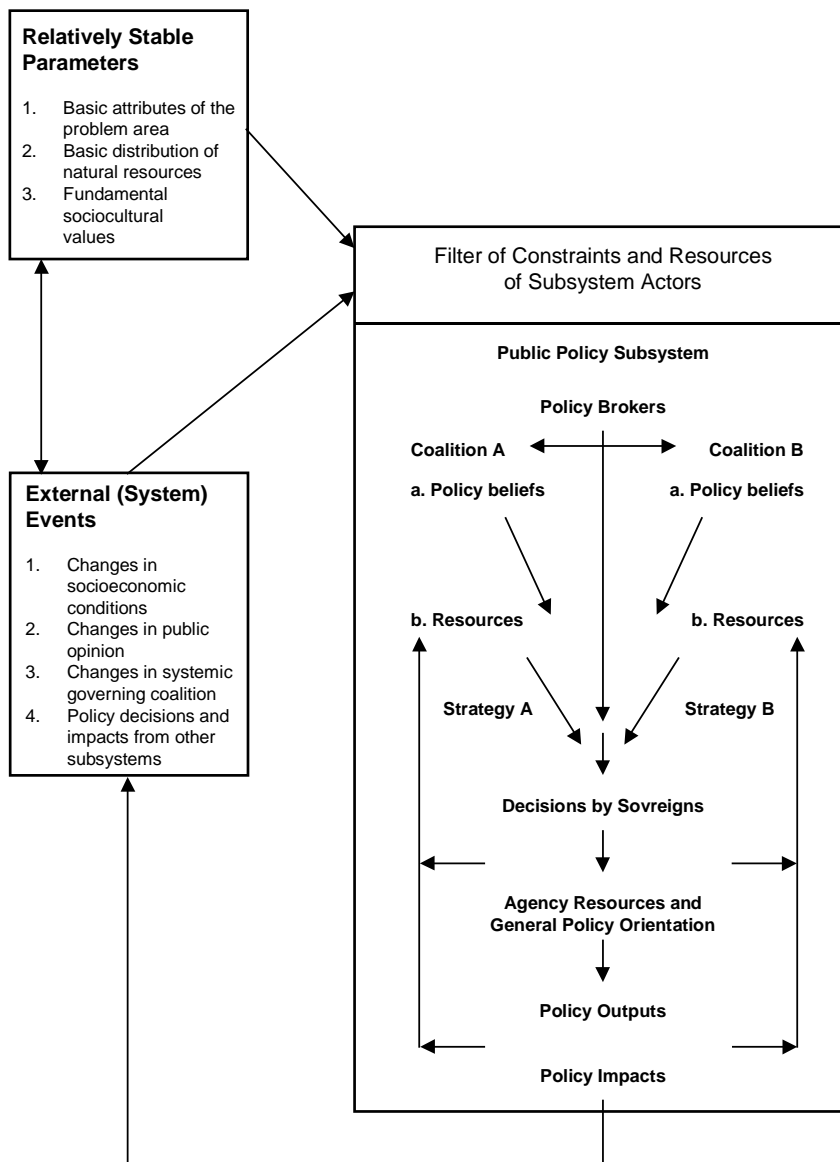 Relatively Stable
Parameters
1. Basic attributes of the
problem area
2. Basic distribution of
natural resources
3. Fundamental
sociocultural
values
External (System)
Events
1. Changes in
socioeconomic
conditions
2. Changes in public
opinion
3. Changes in systemic
governing coalition
4. Policy decisions and
impacts from other
subsystems
Filter of Constraints and Resources
of Subsystem Actors
Public Policy Subsystem
Policy Brokers
Coalition A
Coalition B
a. Policy beliefs
a. Policy beliefs
b. Resources
b. Resources
Strategy A
Strategy B
Decisions by Sovreigns
Agency Resources and
General Policy Orientation
Policy Outputs
Policy Impacts